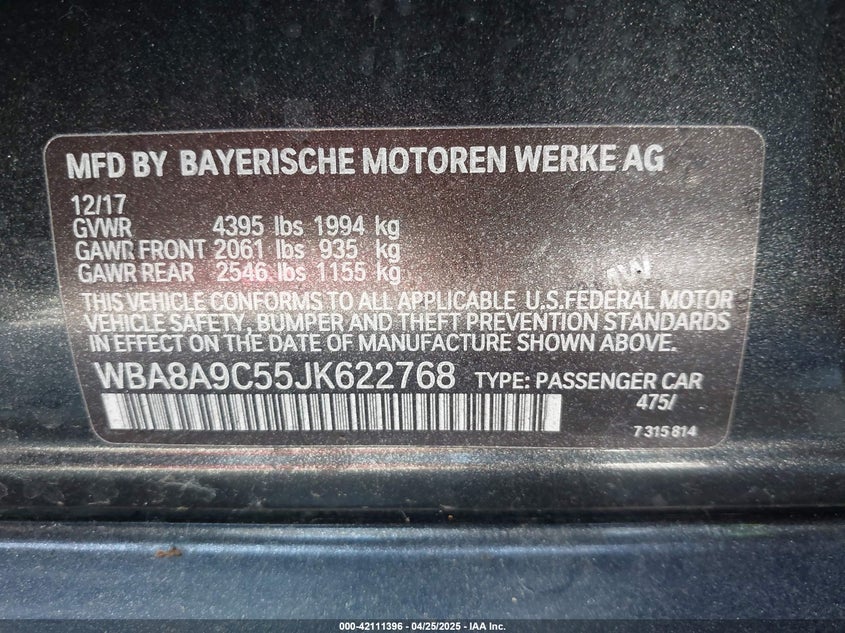 MFD BY BAYERISCHE MOTOREN WERKE AG
12/17
GVWR 4395 lbs 1994 kg
GAWR FRONT 2061 lbs 935 kg
GAWR REAR 2546 lbs 1155 kg
THIS VEHICLE CONFORMS TO ALL APPLICABLE U.S.FEDERAL MOTOR
VEHICLE SAFETY, BUMPER AND THEFT PREVENTION STANDARDS
IN EFFECT ON THE DATE OF MANUFACTURE SHOWN ABOVE.
WBA8A9C55JK622768 TYPE: PASSENGER CAR
475/
7 315 814
000-42111396 - 04/25/2025 - IAA Inc.